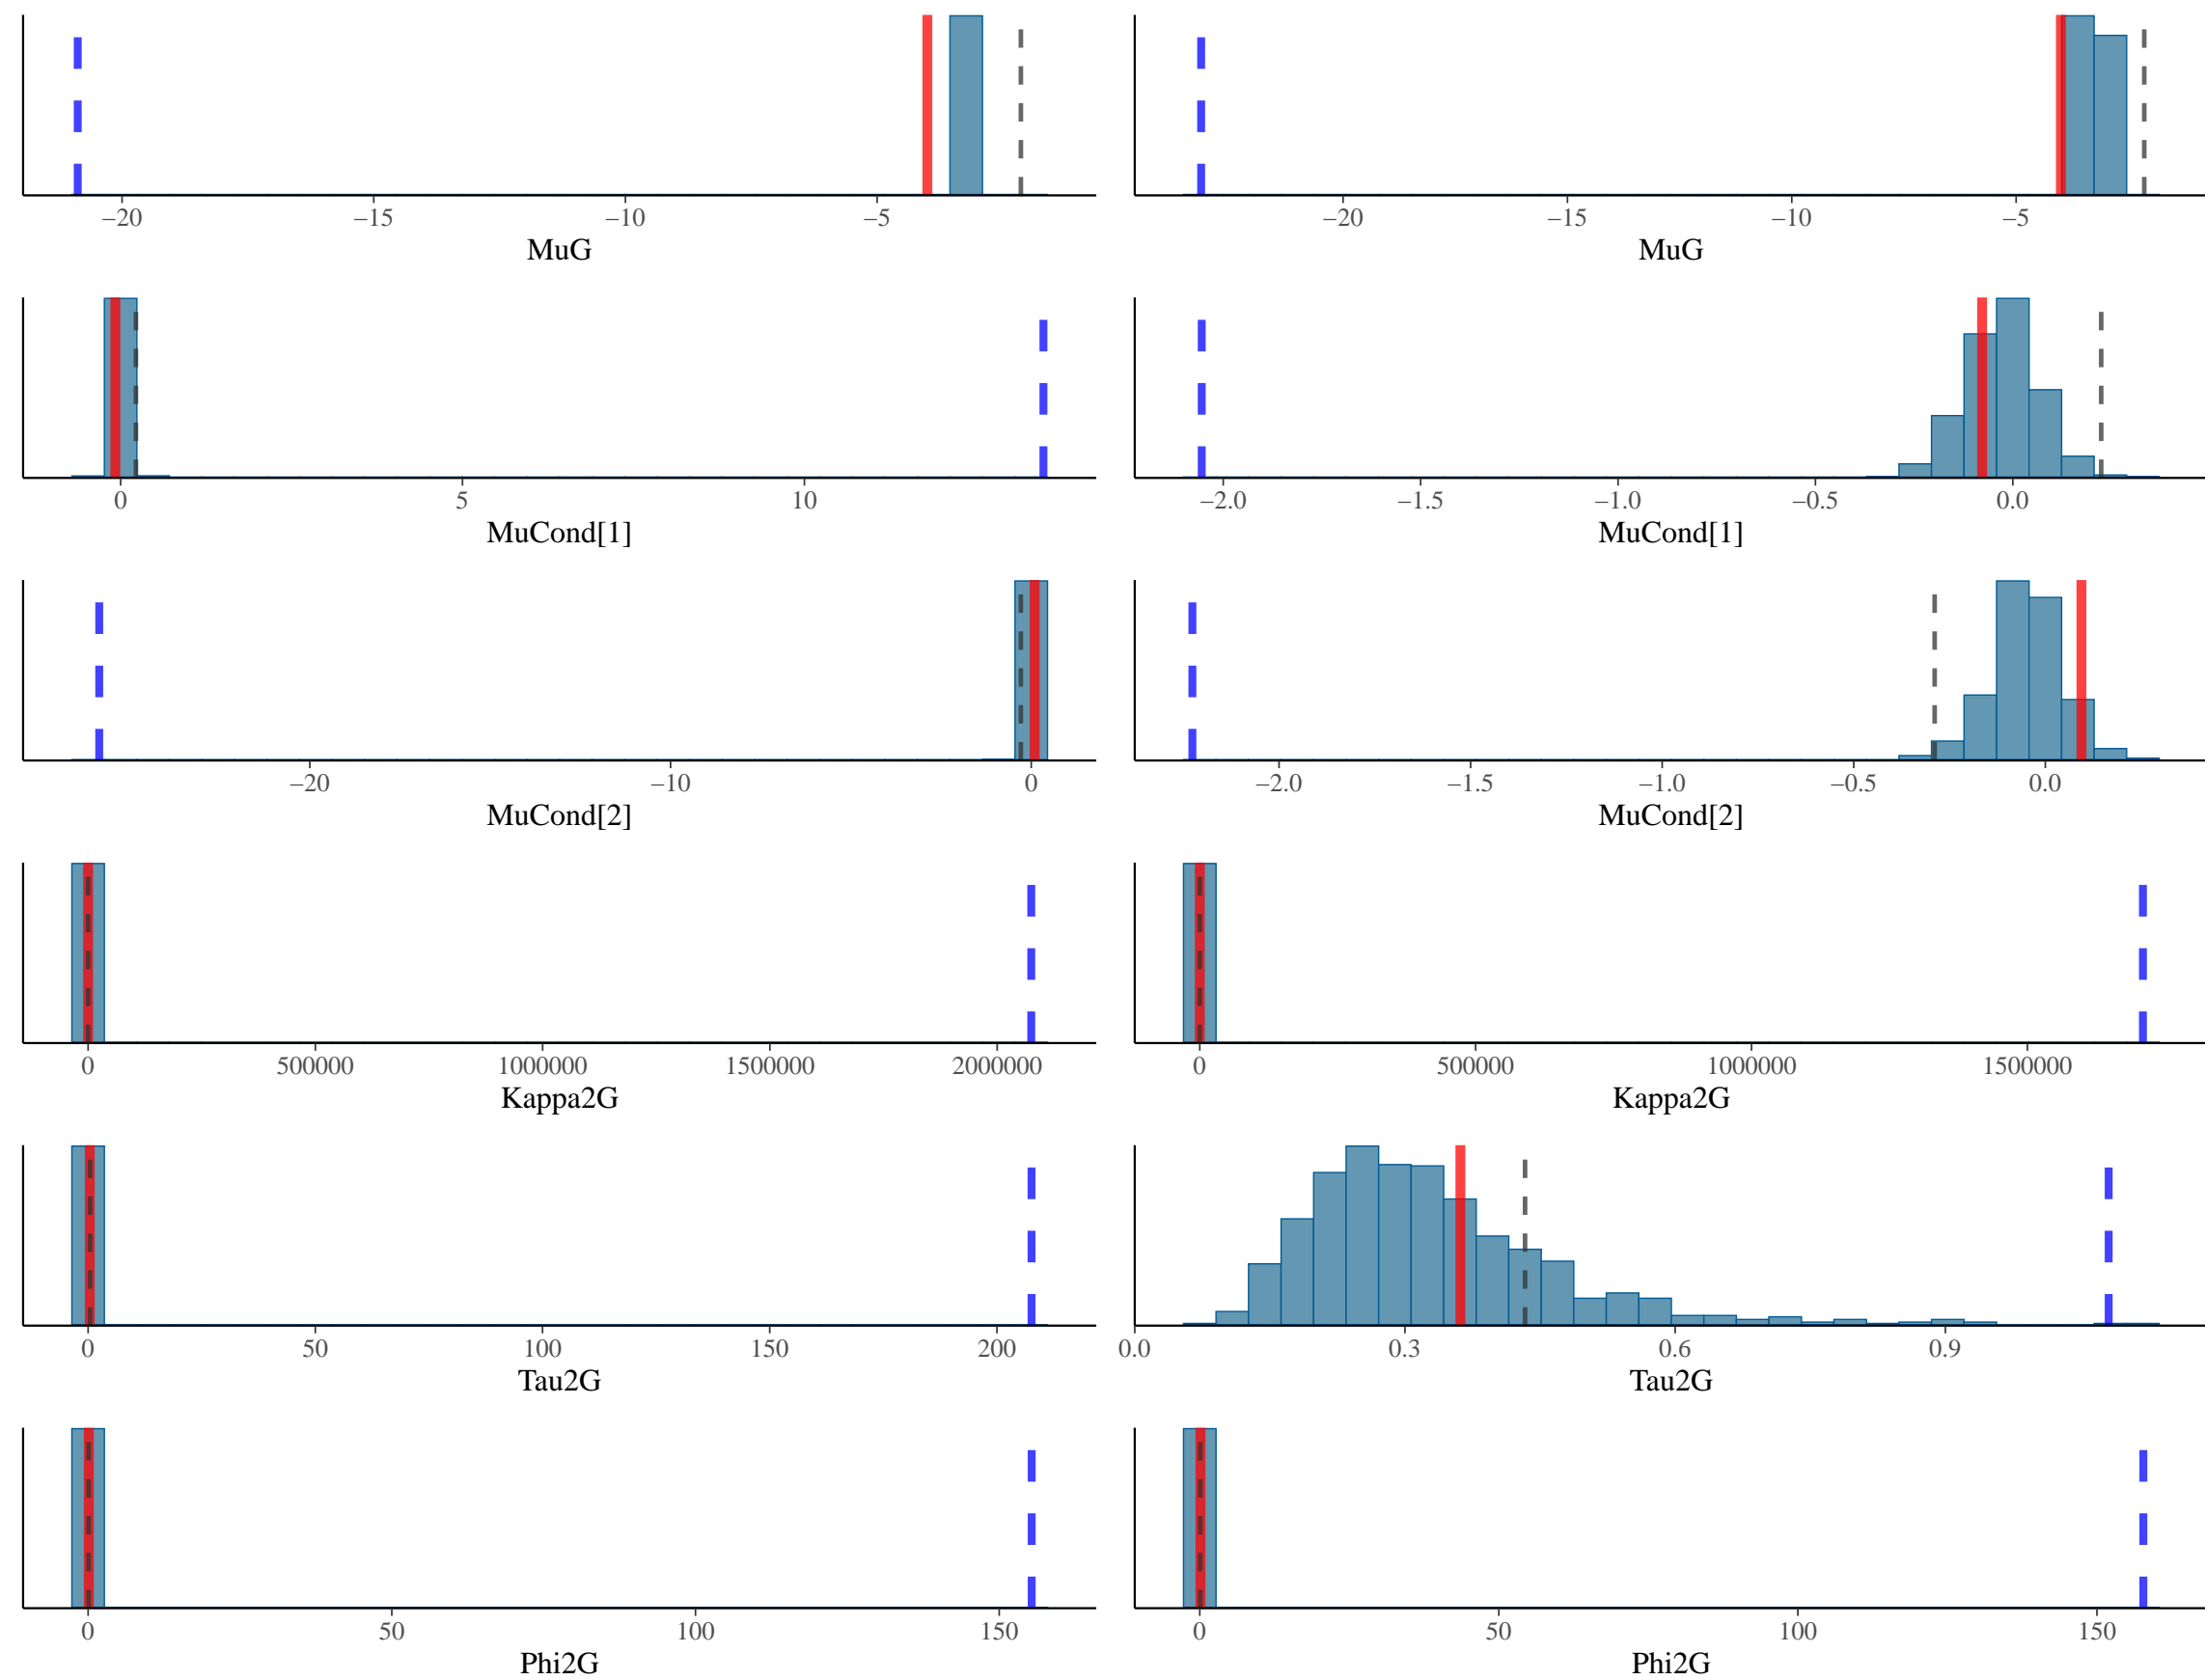 –20 –15 –10 –5
MuG
–20 –15 –10 –5
MuG
0 5 10
MuCond[1]
–2.0 –1.5 –1.0 –0.5 0.0
MuCond[1]
–20 –10 0
MuCond[2]
–2.0 –1.5 –1.0 –0.5 0.0
MuCond[2]
0 500000 1000000 1500000 2000000
Kappa2G
0 500000 1000000 1500000
Kappa2G
0 50 100 150 200
Tau2G
0.0 0.3 0.6 0.9
Tau2G
0 50 100 150
Phi2G
0 50 100 150
Phi2G